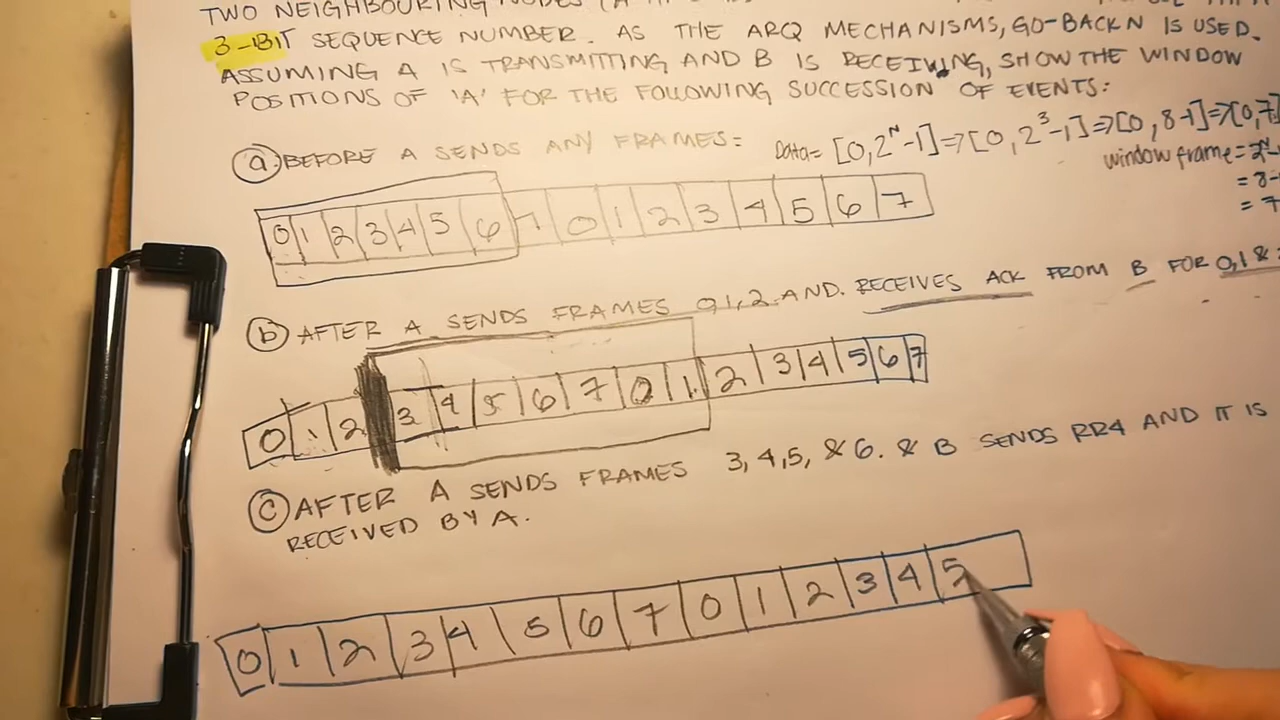 TWO NEIGHBOURING
3-BIT SEQUENCE NUMBER. AS THE ARQ MECHANISMS, GO-BACK N IS USED.
ASSUMING A IS TRANSMITTING AND B IS RECEIVING, SHOW THE WINDOW
POSITIONS OF 'A' FOR THE FOLLOWING SUCCESSION OF EVENTS:
ⓐ BEFORE A SENDS ANY FRAMES: Data= [0,2^N-1]=>[0,2^3-1]=>[0,8-1]=>[0,7]
window frame=
= 8-
= 7
0 1 2 3 4 5 6 7 0 1 2 3 4 5 6 7
ⓑ AFTER A SENDS FRAMES 0,1,2. AND. RECEIVES ACK FROM B FOR 0,1 &
0 1 2 3 4 5 6 7 0 1 2 3 4 5 6 7
ⓒ AFTER A SENDS FRAMES 3,4,5, & 6. & B SENDS RR4 AND IT IS
RECEIVED BY A.
0 1 2 3 4 5 6 7 0 1 2 3 4 5